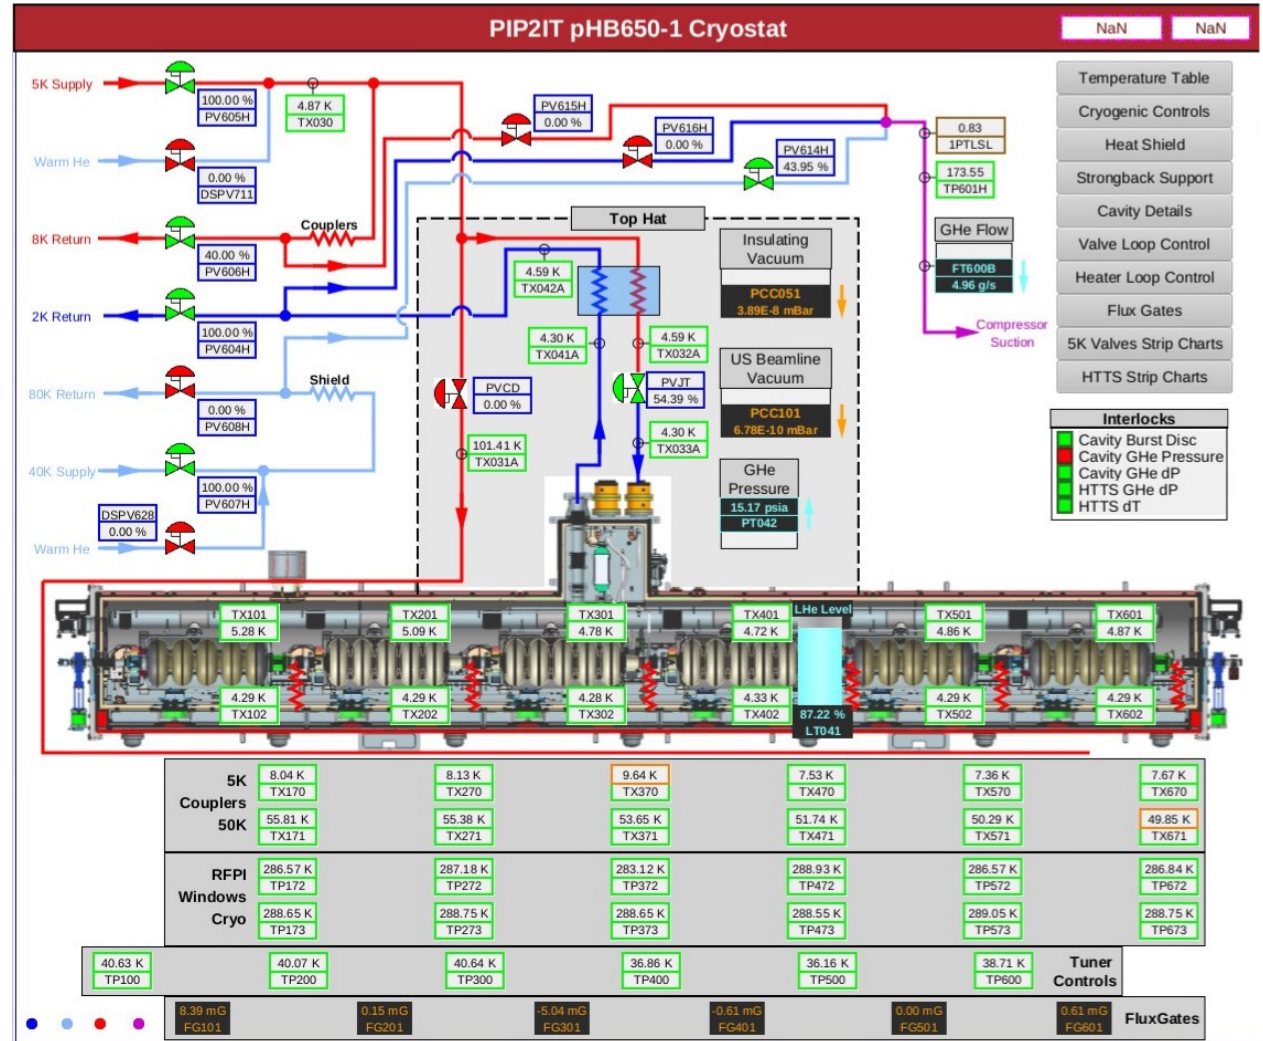 PIP2IT pHB650-1 Cryostat
NaN
NaN
5K Supply
100.00 %
PV605H
4.87 K
TX030
Warm He
0.00 %
DSPV711
8K Return
Couplers
40.00 %
PV606H
2K Return
100.00 %
PV604H
80K Return
Shield
0.00 %
PV608H
40K Supply
100.00 %
PV607H
DSPV628
0.00 %
Warm He
PV615H
0.00 %
PV616H
0.00 %
PV614H
43.95 %
0.83
1PTLSL
173.55
TP601H
GHe Flow
FT600B
4.96 g/s
Compressor
Suction
Temperature Table
Cryogenic Controls
Heat Shield
Strongback Support
Cavity Details
Valve Loop Control
Heater Loop Control
Flux Gates
5K Valves Strip Charts
HTTS Strip Charts
Interlocks
Cavity Burst Disc
Cavity GHe Pressure
Cavity GHe dP
HTTS GHe dP
HTTS dT
Top Hat
4.59 K
TX042A
4.30 K
TX041A
4.59 K
TX032A
PVCD
0.00 %
PVJT
54.39 %
101.41 K
TX031A
4.30 K
TX033A
Insulating
Vacuum
PCC051
3.89E-8 mBar
US Beamline
Vacuum
PCC101
6.78E-10 mBar
GHe
Pressure
15.17 psia
PT042
TX101
5.28 K
TX201
5.09 K
TX301
4.78 K
TX401
4.72 K
LHe Level
TX501
4.86 K
TX601
4.87 K
4.29 K
TX102
4.29 K
TX202
4.28 K
TX302
4.33 K
TX402
87.22 %
LT041
4.29 K
TX502
4.29 K
TX602
5K
Couplers
50K
8.04 K
TX170
8.13 K
TX270
9.64 K
TX370
7.53 K
TX470
7.36 K
TX570
7.67 K
TX670
55.81 K
TX171
55.38 K
TX271
53.65 K
TX371
51.74 K
TX471
50.29 K
TX571
49.85 K
TX671
RFPI
Windows
Cryo
286.57 K
TP172
287.18 K
TP272
283.12 K
TP372
288.93 K
TP472
286.57 K
TP572
286.84 K
TP672
288.65 K
TP173
288.75 K
TP273
288.65 K
TP373
288.55 K
TP473
289.05 K
TP573
288.75 K
TP673
40.63 K
TP100
40.07 K
TP200
40.64 K
TP300
36.86 K
TP400
36.16 K
TP500
38.71 K
TP600
Tuner
Controls
8.39 mG
FG101
0.15 mG
FG201
-5.04 mG
FG301
-0.61 mG
FG401
0.00 mG
FG501
0.61 mG
FG601
FluxGates